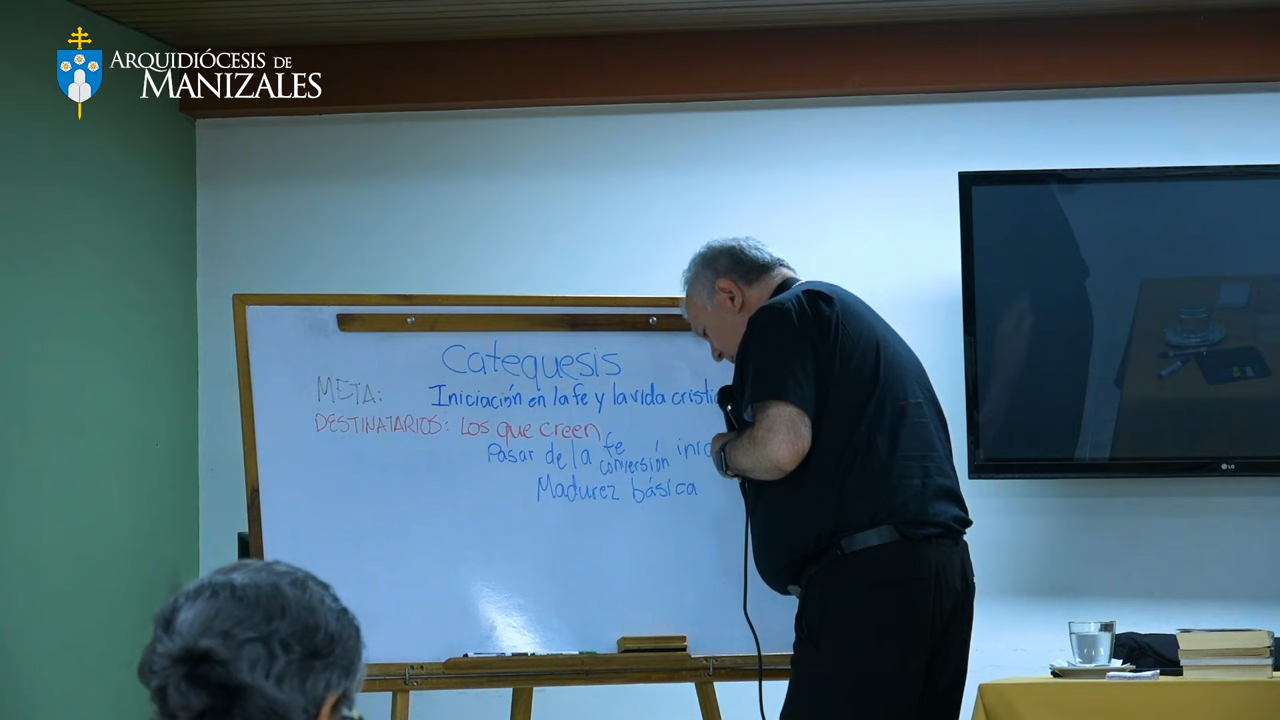 ARQUIDIÓCESIS DE
MANIZALES
Catequesis
META: Iniciación en la fe y la vida
DESTINATARIOS: Los que creen
Pasar de la fe
conversión
Madurez básica
LG